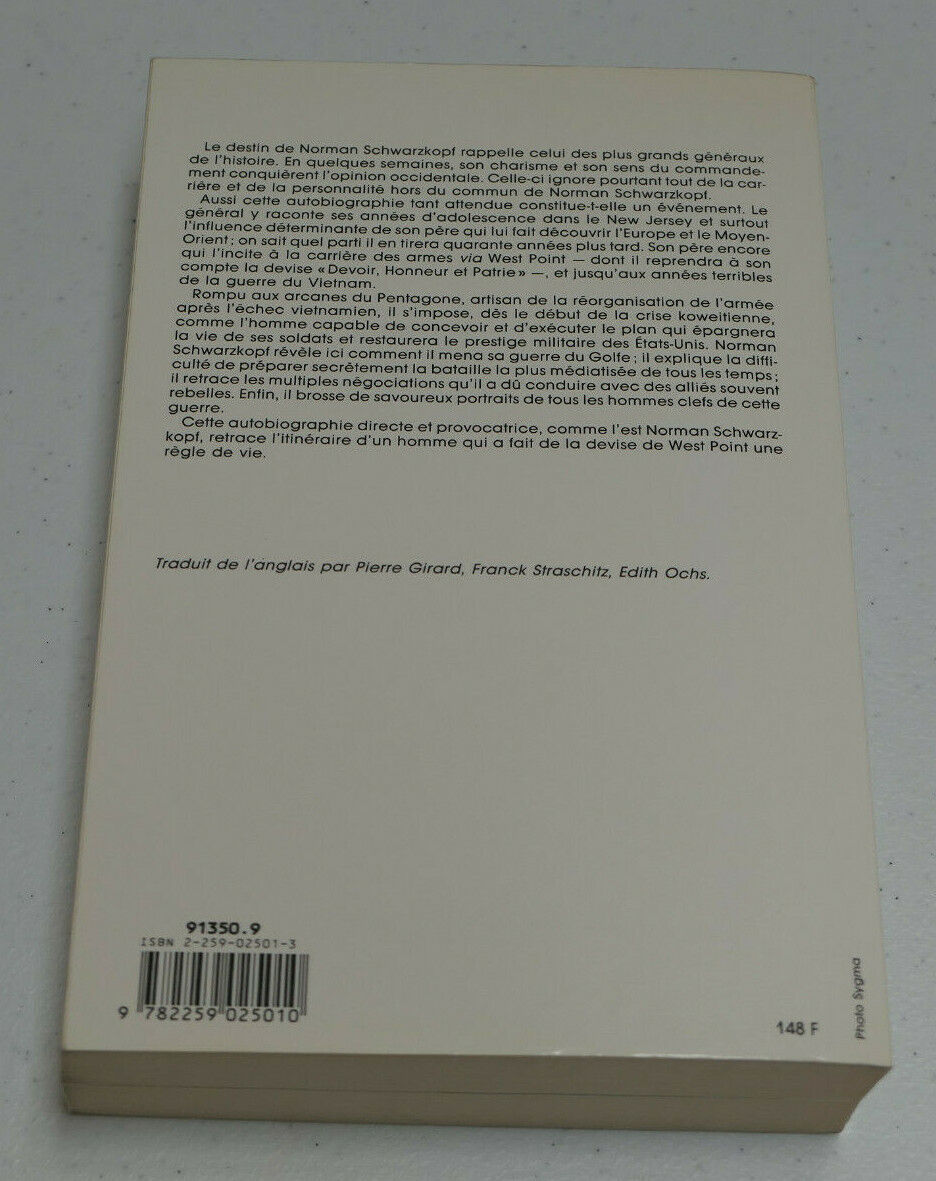 Le destin de Norman Schwarzkopf rappelle celui des plus grands généraux
de l'histoire. En quelques semaines, son charisme et son sens du commande-
ment conquièrent l'opinion occidentale. Celle-ci ignore pourtant tout de la car-
rière et de la personnalité hors du commun de Norman Schwarzkopf.
Aussi cette autobiographie tant attendue constitue-t-elle un événement. Le
général y raconte ses années d'adolescence dans le New Jersey et surtout
l'influence déterminante de son père qui lui fait découvrir l'Europe et le Moyen-
Orient ; on sait quel parti il en tirera quarante années plus tard. Son père encore
qui l'incite à la carrière des armes via West Point — dont il reprendra à son
compte la devise « Devoir, Honneur et Patrie » —, et jusqu'aux années terribles
de la guerre du Vietnam.
Rompu aux arcanes du Pentagone, artisan de la réorganisation de l'armée
après l'échec vietnamien, il s'impose, dès le début de la crise koweitienne,
comme l'homme capable de concevoir et d'exécuter le plan qui épargnera
la vie de ses soldats et restaurera le prestige militaire des États-Unis. Norman
Schwarzkopf révèle ici comment il mena sa guerre du Golfe ; il explique la diffi-
culté de préparer secrètement la bataille la plus médiatisée de tous les temps ;
il retrace les multiples négociations qu'il a dû conduire avec des alliés souvent
rebelles. Enfin, il brosse de savoureux portraits de tous les hommes clefs de cette
guerre.
Cette autobiographie directe et provocatrice, comme l'est Norman Schwarz-
kopf, retrace l'itinéraire d'un homme qui a fait de la devise de West Point une
règle de vie.
Traduit de l'anglais par Pierre Girard, Franck Straschitz, Edith Ochs.
91350.9
ISBN 2-259-02501-3
9 782259 025010
148 F
Photo Sygma